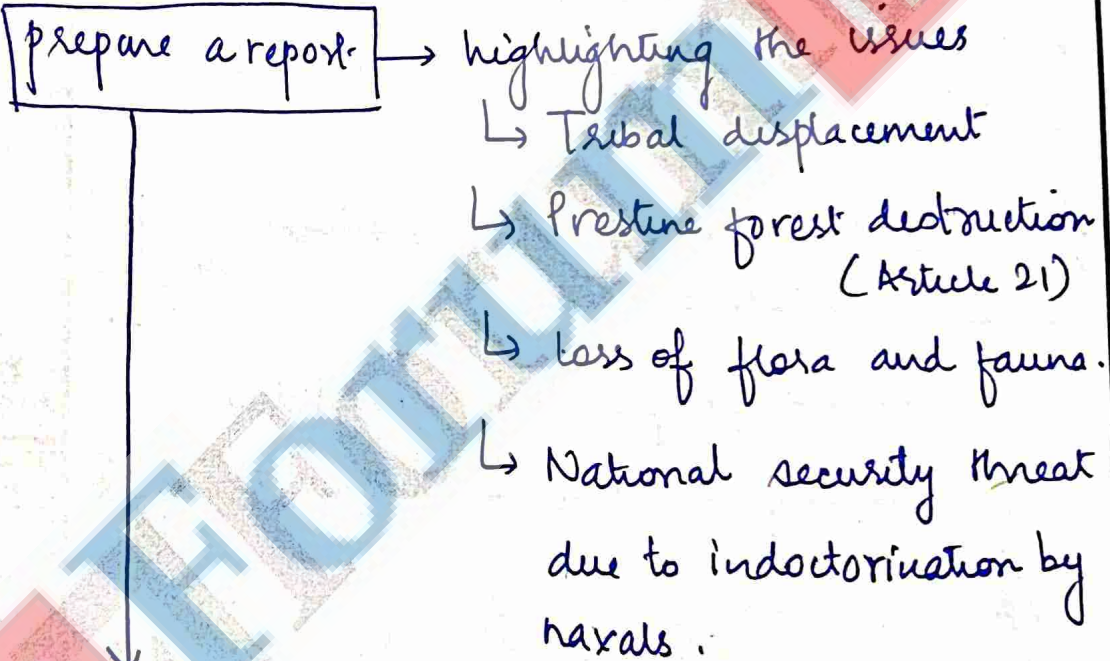 prepare a report → highlighting the issues
↳ Tribal displacement
↳ Prestine forest destruction
(Article 21)
↳ loss of flora and fauna.
↳ National security threat
due to indoctorination by
naxals.
Forum